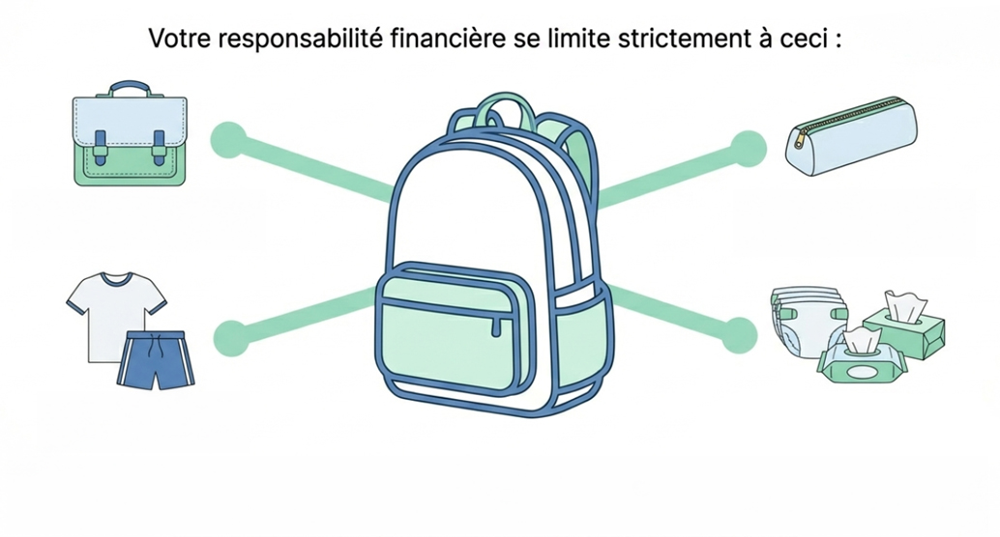 Votre responsabilité financière se limite strictement à ceci :